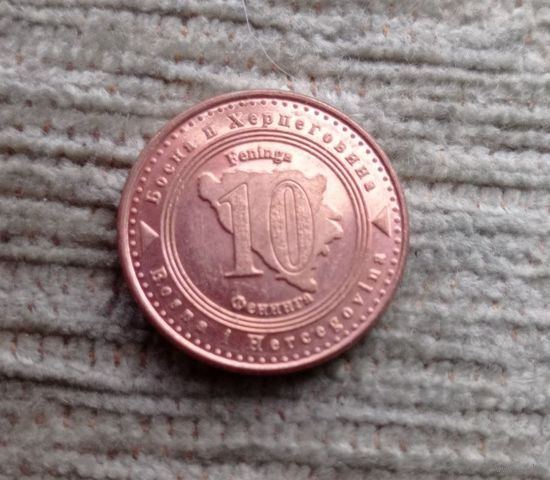 Босна и Херцеговина
Feninga
10
Фенинга
Bosna i Hercegovina